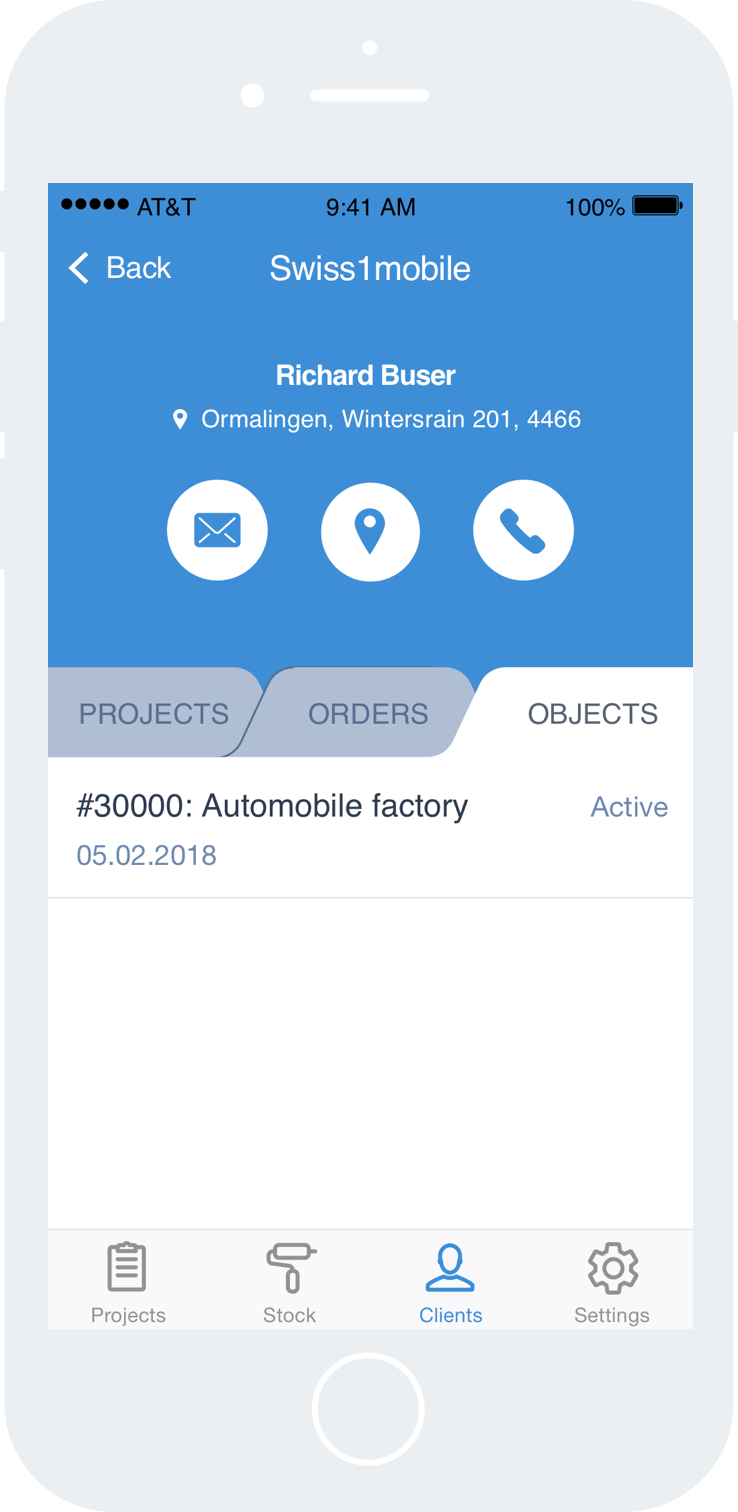 AT&T 9:41 AM 100%
Back Swiss1mobile
Richard Buser
Ormalingen, Wintersrain 201, 4466
PROJECTS ORDERS OBJECTS
#30000: Automobile factory Active
05.02.2018
Projects Stock Clients Settings